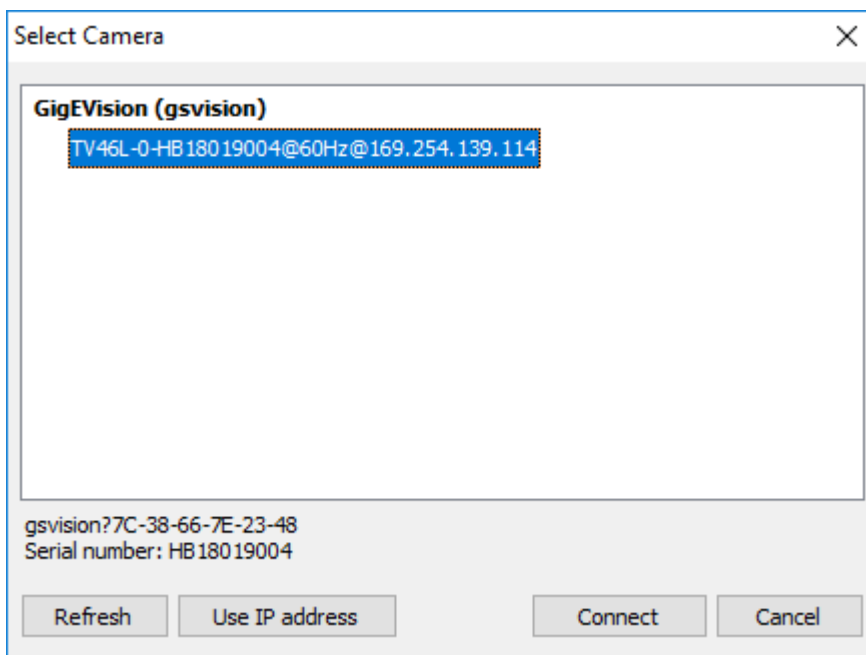 Select Camera
GigEVision (gsvision)
TV46L-0-HB18019004@60Hz@169.254.139.114
gsvision?7C-38-66-7E-23-48
Serial number: HB18019004
Refresh Use IP address Connect Cancel